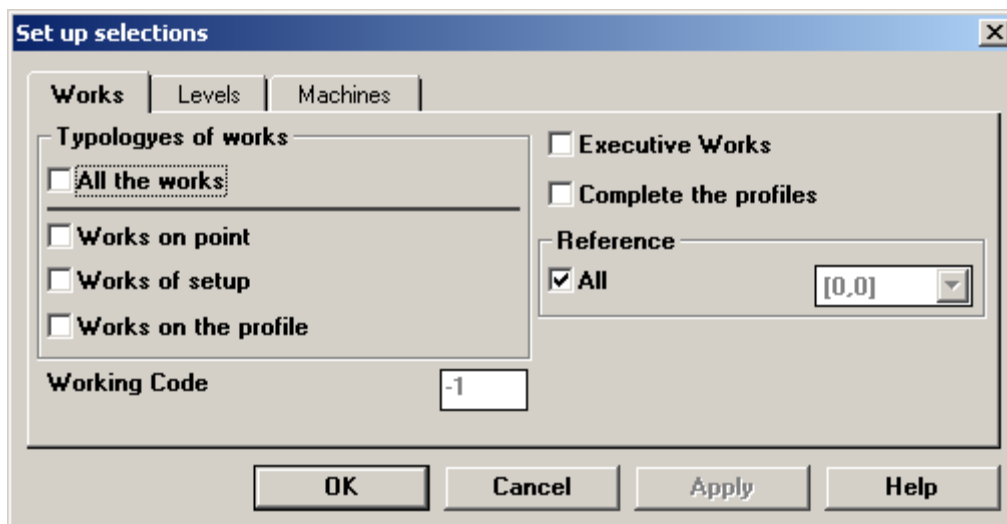 Set up selections
Works Levels Machines
Typologyes of works
All the works
Works on point
Works of setup
Works on the profile
Working Code -1
Executive Works
Complete the profiles
Reference
All [0,0]
OK Cancel Apply Help